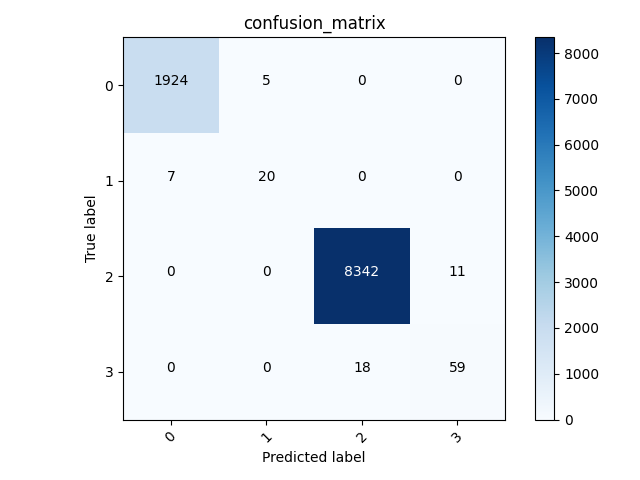 confusion_matrix
True label
0 1924 5 0 0
1 7 20 0 0
2 0 0 8342 11
3 0 0 18 59
0 1 2 3
Predicted label
8000
7000
6000
5000
4000
3000
2000
1000
0